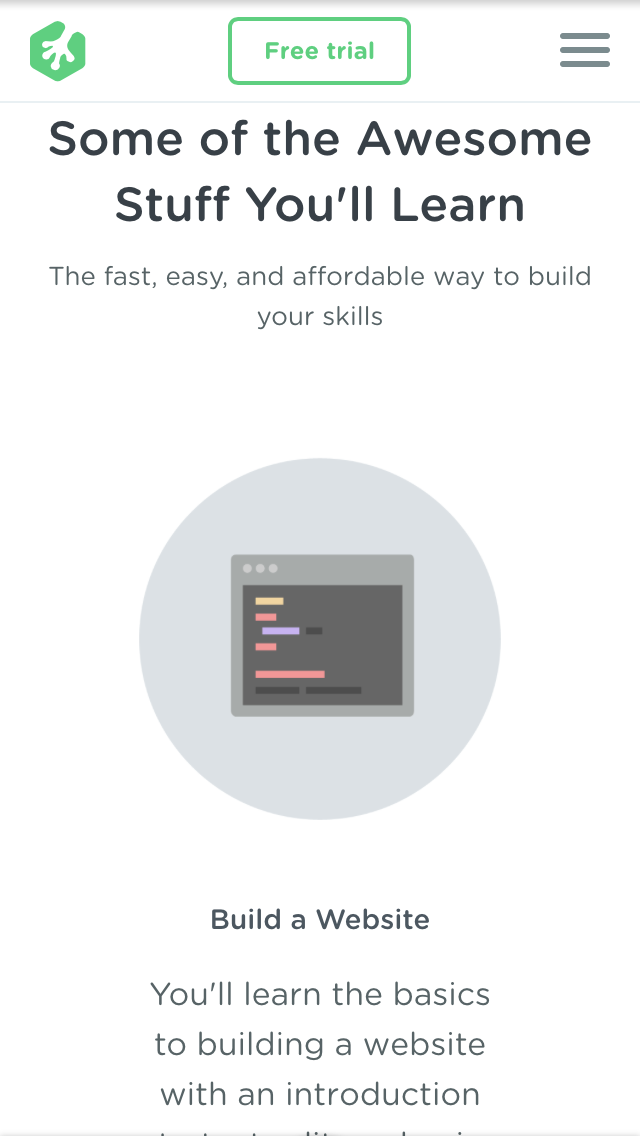 Free trial
Some of the Awesome
Stuff You'll Learn
The fast, easy, and affordable way to build
your skills
Build a Website
You'll learn the basics
to building a website
with an introduction